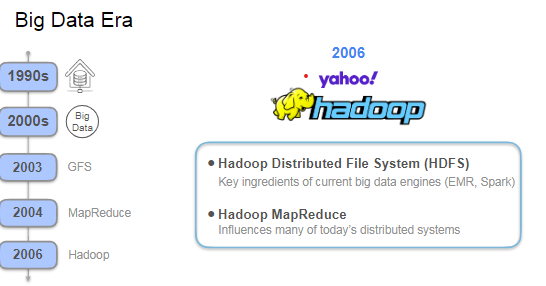 Big Data Era
1990s
2000s
Big
Data
2003
GFS
2004
MapReduce
2006
Hadoop
2006
yahoo!
hadoop
Hadoop Distributed File System (HDFS)
Key ingredients of current big data engines (EMR, Spark)
Hadoop MapReduce
Influences many of today's distributed systems